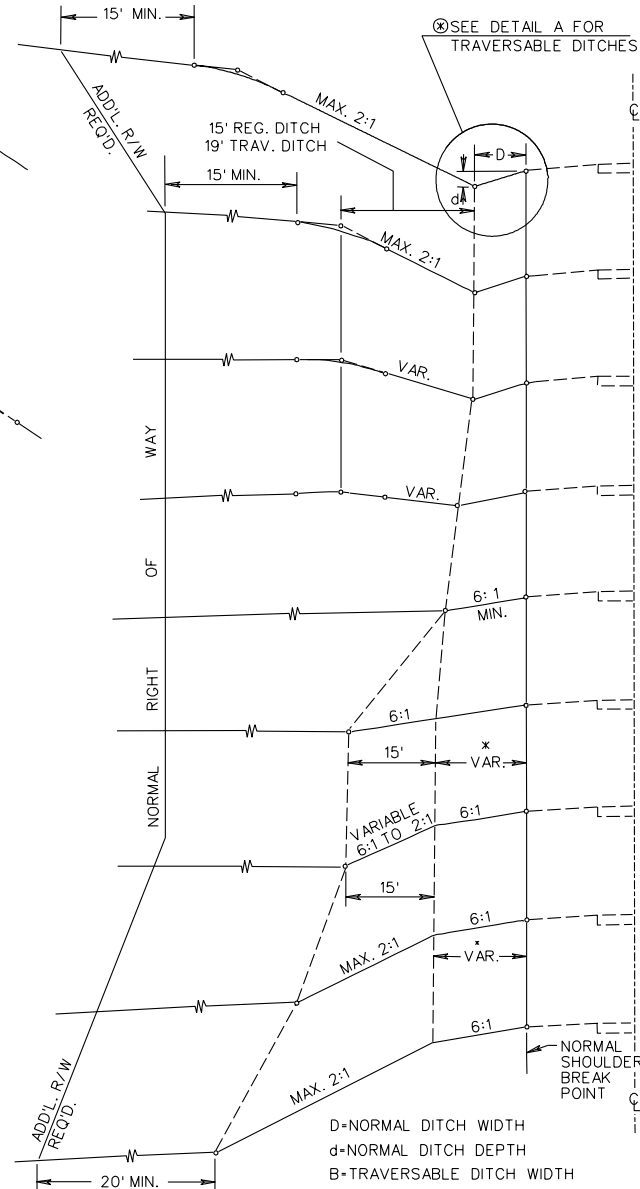 15' MIN.
⊛SEE DETAIL A FOR
TRAVERSABLE DITCHES
ADD'L. R/W
REQ'D.
MAX. 2:1
15' REG. DITCH
19' TRAV. DITCH
D
d
℄
15' MIN.
MAX. 2:1
VAR.
VAR.
6:1
MIN.
6:1
15'
*
VAR.
VARIABLE
6:1 TO 2:1
6:1
15'
MAX. 2:1
6:1
*
VAR.
6:1
MAX. 2:1
NORMAL RIGHT OF WAY
ADD'L. R/W
REQ'D.
20' MIN.
NORMAL
SHOULDER
BREAK
POINT
℄
D=NORMAL DITCH WIDTH
d=NORMAL DITCH DEPTH
B=TRAVERSABLE DITCH WIDTH